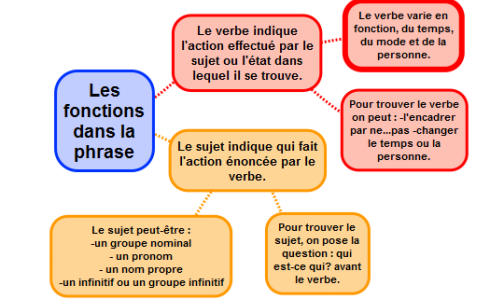 Les
fonctions
dans la
phrase
Le verbe indique
l'action effectué par le
sujet ou l'état dans
lequel il se trouve.
Le verbe varie en
fonction, du temps,
du mode et de la
personne.
Pour trouver le verbe
on peut : -l'encadrer
par ne...pas -changer
le temps ou la
personne.
Le sujet indique qui fait
l'action énoncée par le
verbe.
Le sujet peut-être :
-un groupe nominal
- un pronom
- un nom propre
-un infinitif ou un groupe infinitif
Pour trouver le
sujet, on pose la
question : qui
est-ce qui? avant
le verbe.